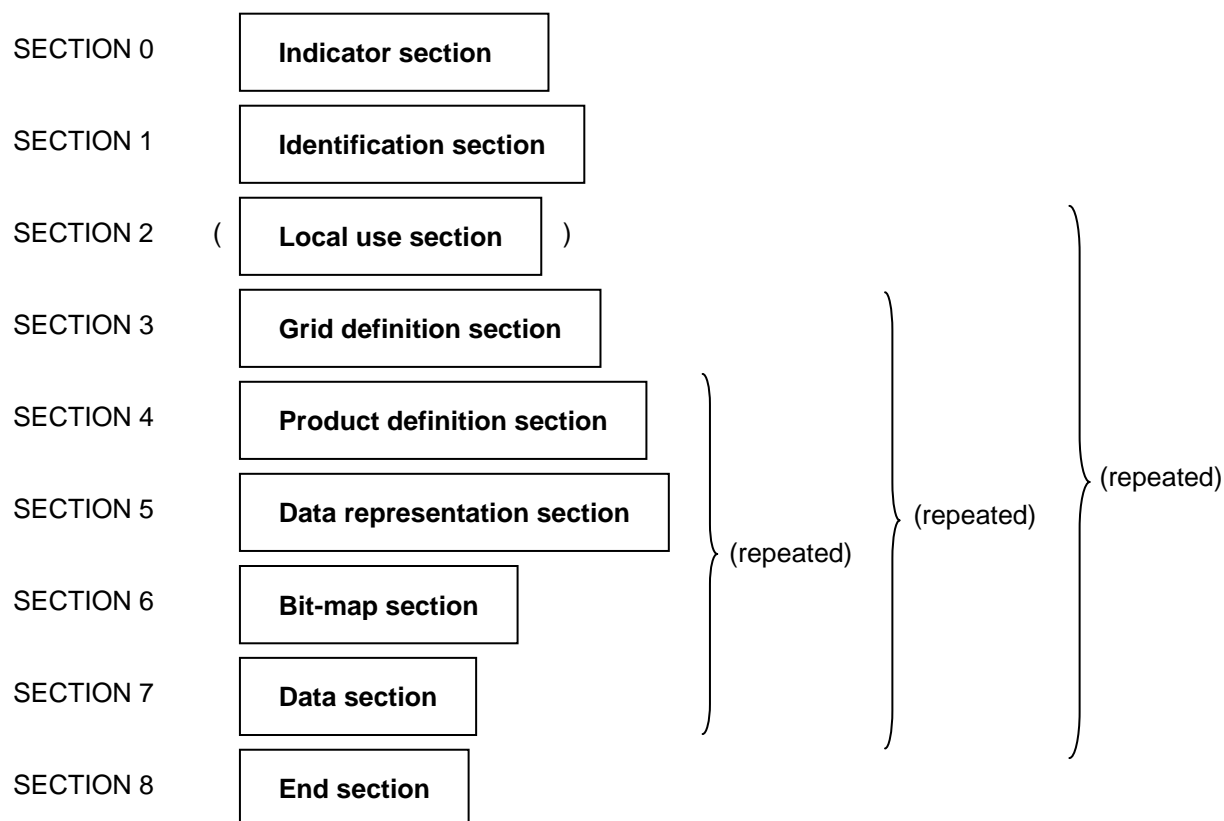 SECTION 0 Indicator section
SECTION 1 Identification section
SECTION 2 ( Local use section )
SECTION 3 Grid definition section
SECTION 4 Product definition section
SECTION 5 Data representation section
(repeated)
(repeated)
(repeated)
SECTION 6 Bit-map section
SECTION 7 Data section
SECTION 8 End section